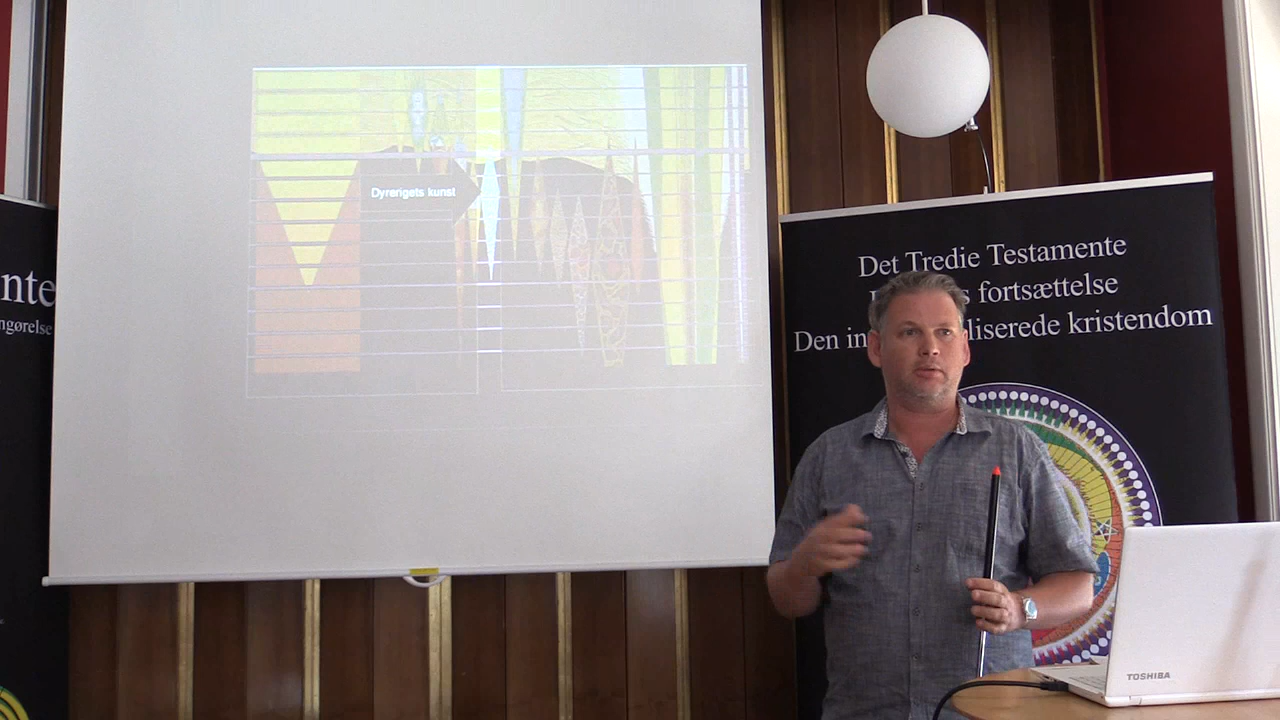 Dyrerigets kunst
nte
ngørelse
Det Tredie Testamente
s fortsættelse
Den in liserede kristendom
TOSHIBA